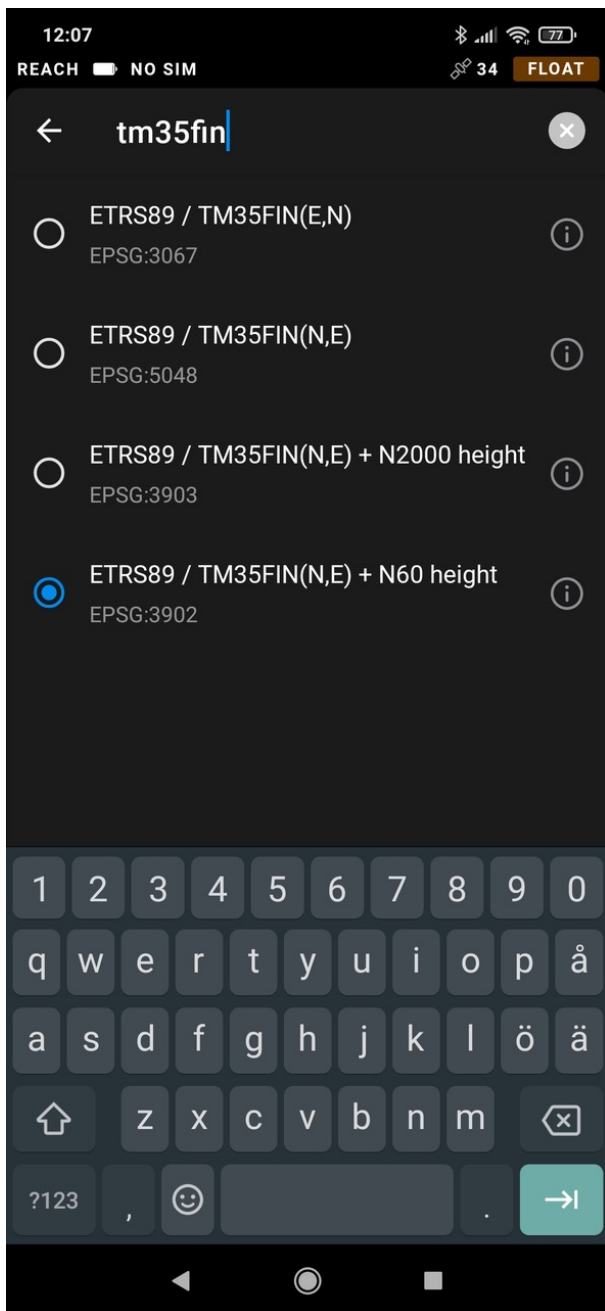 12:07
77
REACH NO SIM
34 FLOAT
tm35fin
ETRS89 / TM35FIN(E,N)
EPSG:3067
ETRS89 / TM35FIN(N,E)
EPSG:5048
ETRS89 / TM35FIN(N,E) + N2000 height
EPSG:3903
ETRS89 / TM35FIN(N,E) + N60 height
EPSG:3902
1 2 3 4 5 6 7 8 9 0
q w e r t y u i o p å
a s d f g h j k l ö ä
z x c v b n m
?123 , .